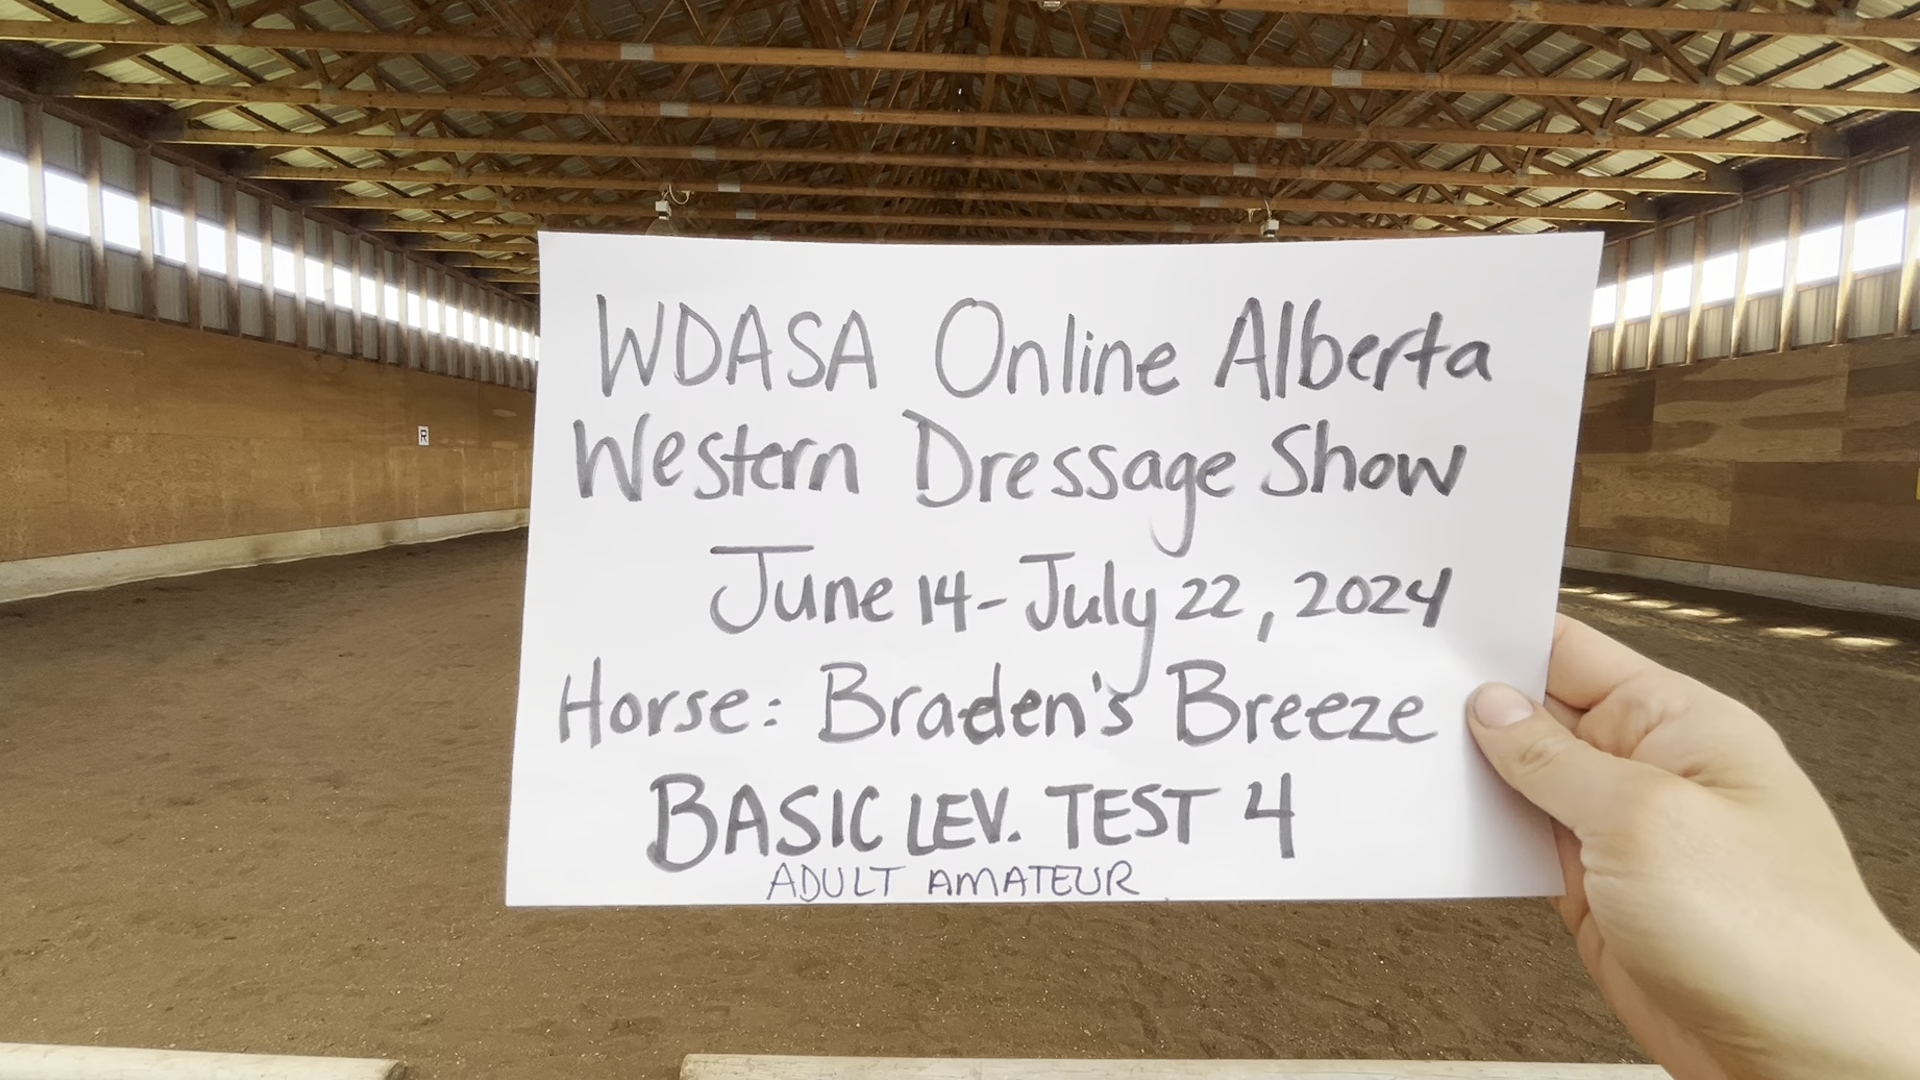 WDASA Online Alberta
Western Dressage Show
June 14-July 22, 2024
Horse: Braden's Breeze
BASIC LEV. TEST 4
ADULT AMATEUR
R